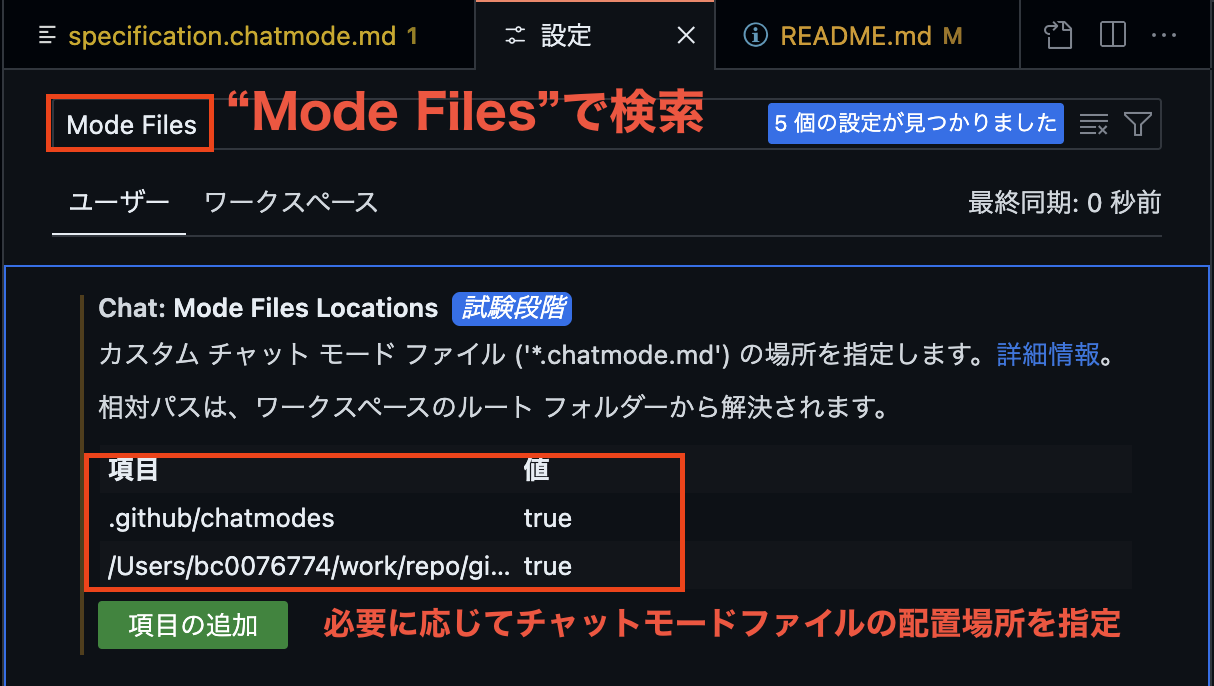 specification.chatmode.md 1
設定
README.md M
Mode Files
“Mode Files”で検索
5 個の設定が見つかりました
ユーザー
ワークスペース
最終同期: 0 秒前
Chat: Mode Files Locations 試験段階
カスタム チャット モード ファイル ('*.chatmode.md') の場所を指定します。詳細情報。
相対パスは、ワークスペースのルート フォルダーから解決されます。
項目 値
.github/chatmodes true
/Users/bc0076774/work/repo/gi... true
項目の追加
必要に応じてチャットモードファイルの配置場所を指定